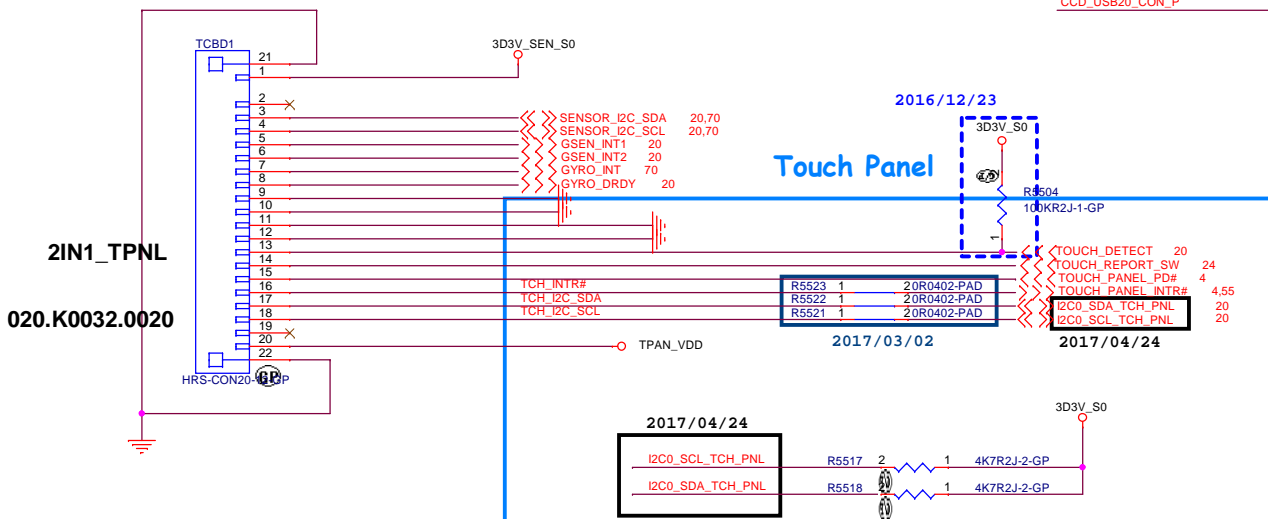 CCD_USB20_CON_P
TCBD1
3D3V_SEN_S0
21
1
2
3 SENSOR_I2C_SDA 20,70
4 SENSOR_I2C_SCL 20,70
5 GSEN_INT1 20
6 GSEN_INT2 20
7 GYRO_INT 70
8 GYRO_DRDY 20
9
10
11
12
2016/12/23
3D3V_S0
Touch Panel
R5504
100KR2J-1-GP
1
2IN1_TPNL
13 TOUCH_DETECT 20
14 TOUCH_REPORT_SW 24
15 TOUCH_PANEL_PD# 4
16 TCH_INTR# R5523 1 2 0R0402-PAD TOUCH_PANEL_INTR# 4,55
17 TCH_I2C_SDA R5522 1 2 0R0402-PAD I2C0_SDA_TCH_PNL 20
18 TCH_I2C_SCL R5521 1 2 0R0402-PAD I2C0_SCL_TCH_PNL 20
020.K0032.0020
19
20 TPAN_VDD
22
2017/03/02
2017/04/24
HRS-CON20-
GP
3D3V_S0
2017/04/24
I2C0_SCL_TCH_PNL R5517 2 1 4K7R2J-2-GP
I2C0_SDA_TCH_PNL R5518 2 1 4K7R2J-2-GP